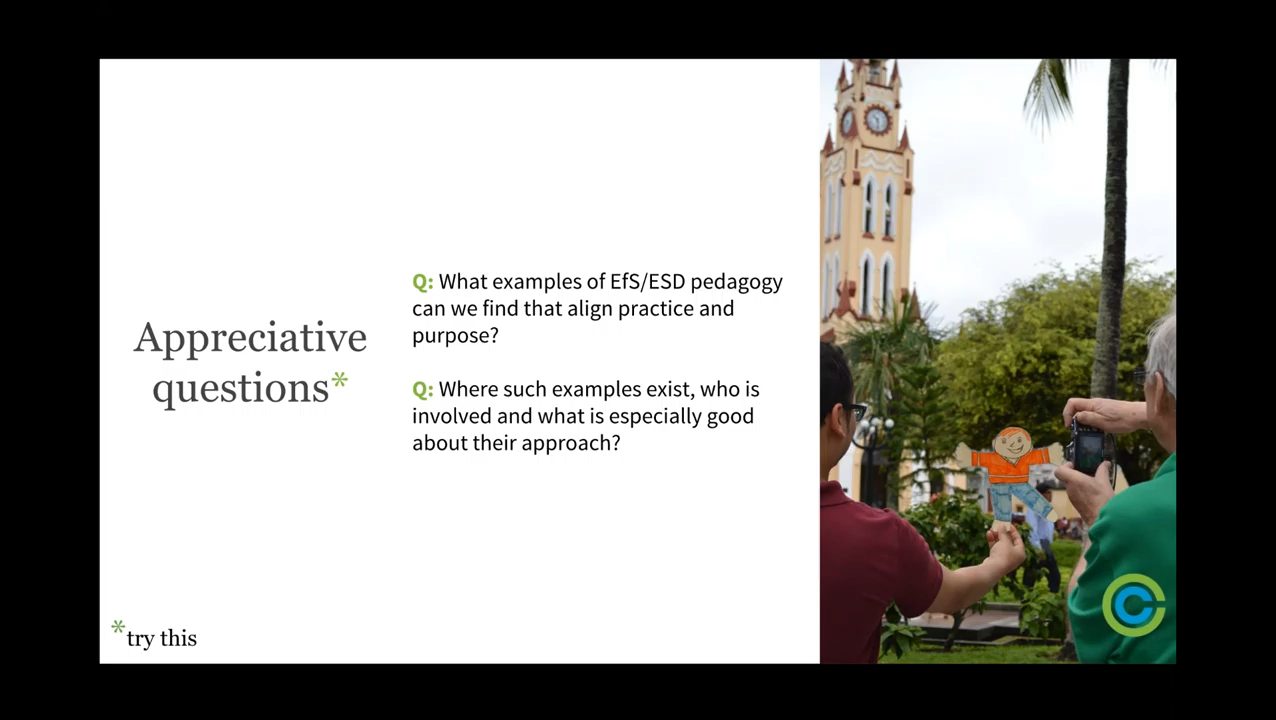 Appreciative
questions*
Q: What examples of EfS/ESD pedagogy
can we find that align practice and
purpose?
Q: Where such examples exist, who is
involved and what is especially good
about their approach?
*try this